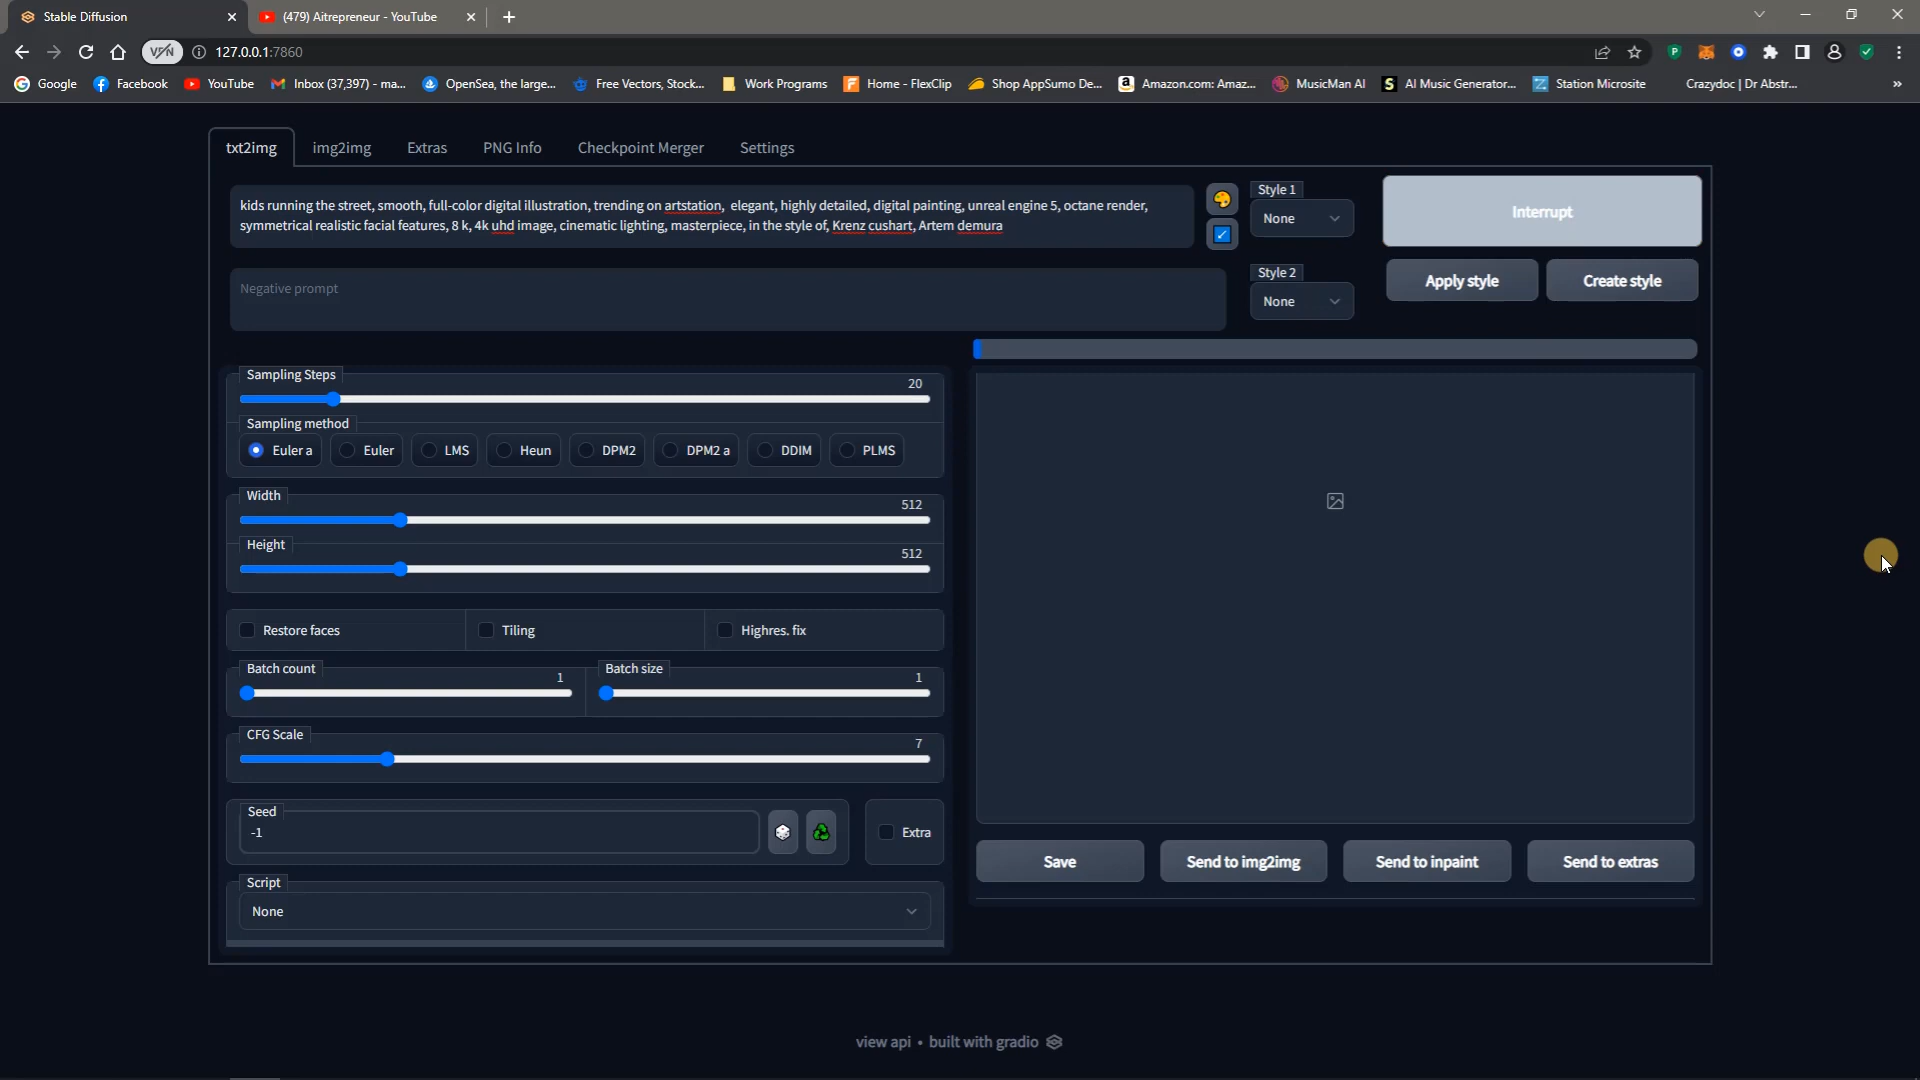 Stable Diffusion
(479) Aitrepreneur - YouTube
VPN
127.0.0.1:7860
Google
Facebook
YouTube
Inbox (37,397) - ma...
OpenSea, the large...
Free Vectors, Stock...
Work Programs
Home - FlexClip
Shop AppSumo De...
Amazon.com: Amaz...
MusicMan AI
AI Music Generator...
Station Microsite
Crazydoc | Dr Abstr...
txt2img
img2img
Extras
PNG Info
Checkpoint Merger
Settings
kids running the street, smooth, full-color digital illustration, trending on artstation,  elegant, highly detailed, digital painting, unreal engine 5, octane render,
symmetrical realistic facial features, 8 k, 4k uhd image, cinematic lighting, masterpiece, in the style of, Krenz cushart, Artem demura
Style 1
None
Interrupt
Negative prompt
Style 2
None
Apply style
Create style
Sampling Steps
20
Sampling method
Euler a
Euler
LMS
Heun
DPM2
DPM2 a
DDIM
PLMS
Width
512
Height
512
Restore faces
Tiling
Highres. fix
Batch count
1
Batch size
1
CFG Scale
7
Seed
-1
Extra
Script
None
Save
Send to img2img
Send to inpaint
Send to extras
view api • built with gradio